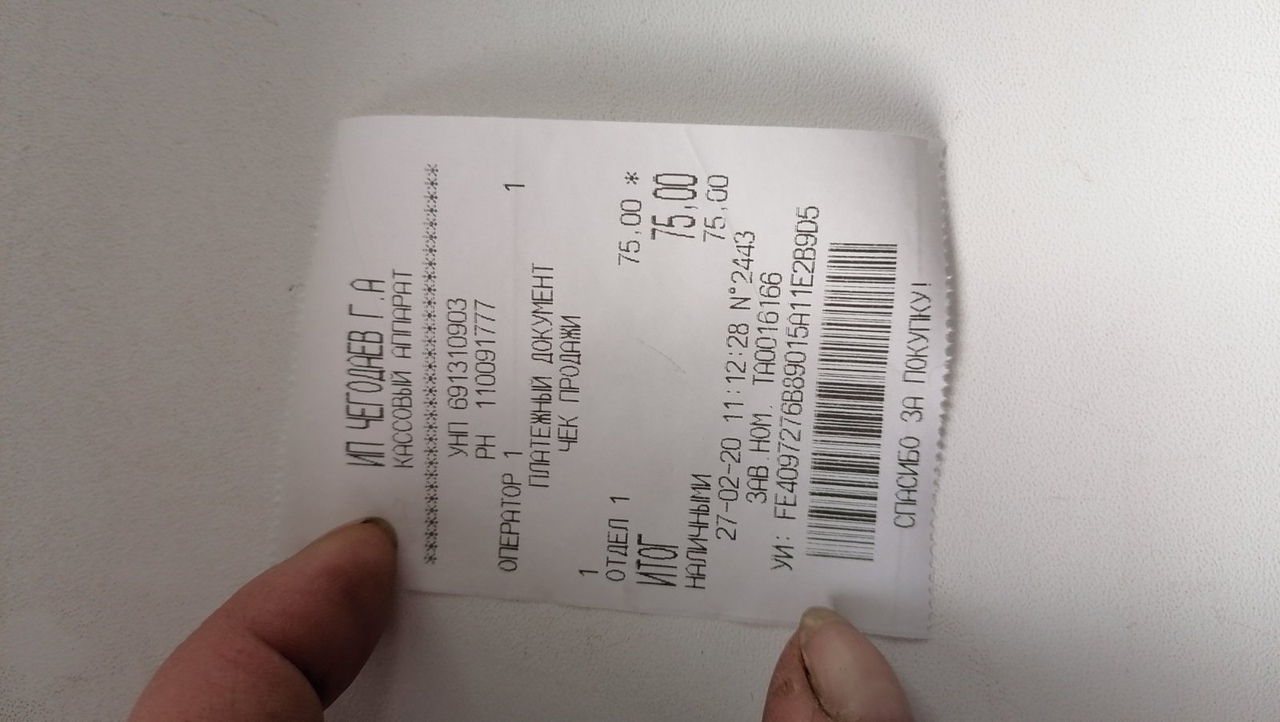 ИП ЧЕГОДАЕВ Г.А
КАССОВЫЙ АППАРАТ
********************************
УНП 691310903
РН 110091777
ОПЕРАТОР 1 1
ПЛАТЕЖНЫЙ ДОКУМЕНТ
ЧЕК ПРОДАЖИ
1
ОТДЕЛ 1 75,00 *
ИТОГ 75,00
НАЛИЧНЫМИ 75,00
27-02-20 11:12:28 N°2443
ЗАВ.НОМ. ТА0016166
УИ: FE4097276B89015A11E2B9D5
СПАСИБО ЗА ПОКУПКУ!